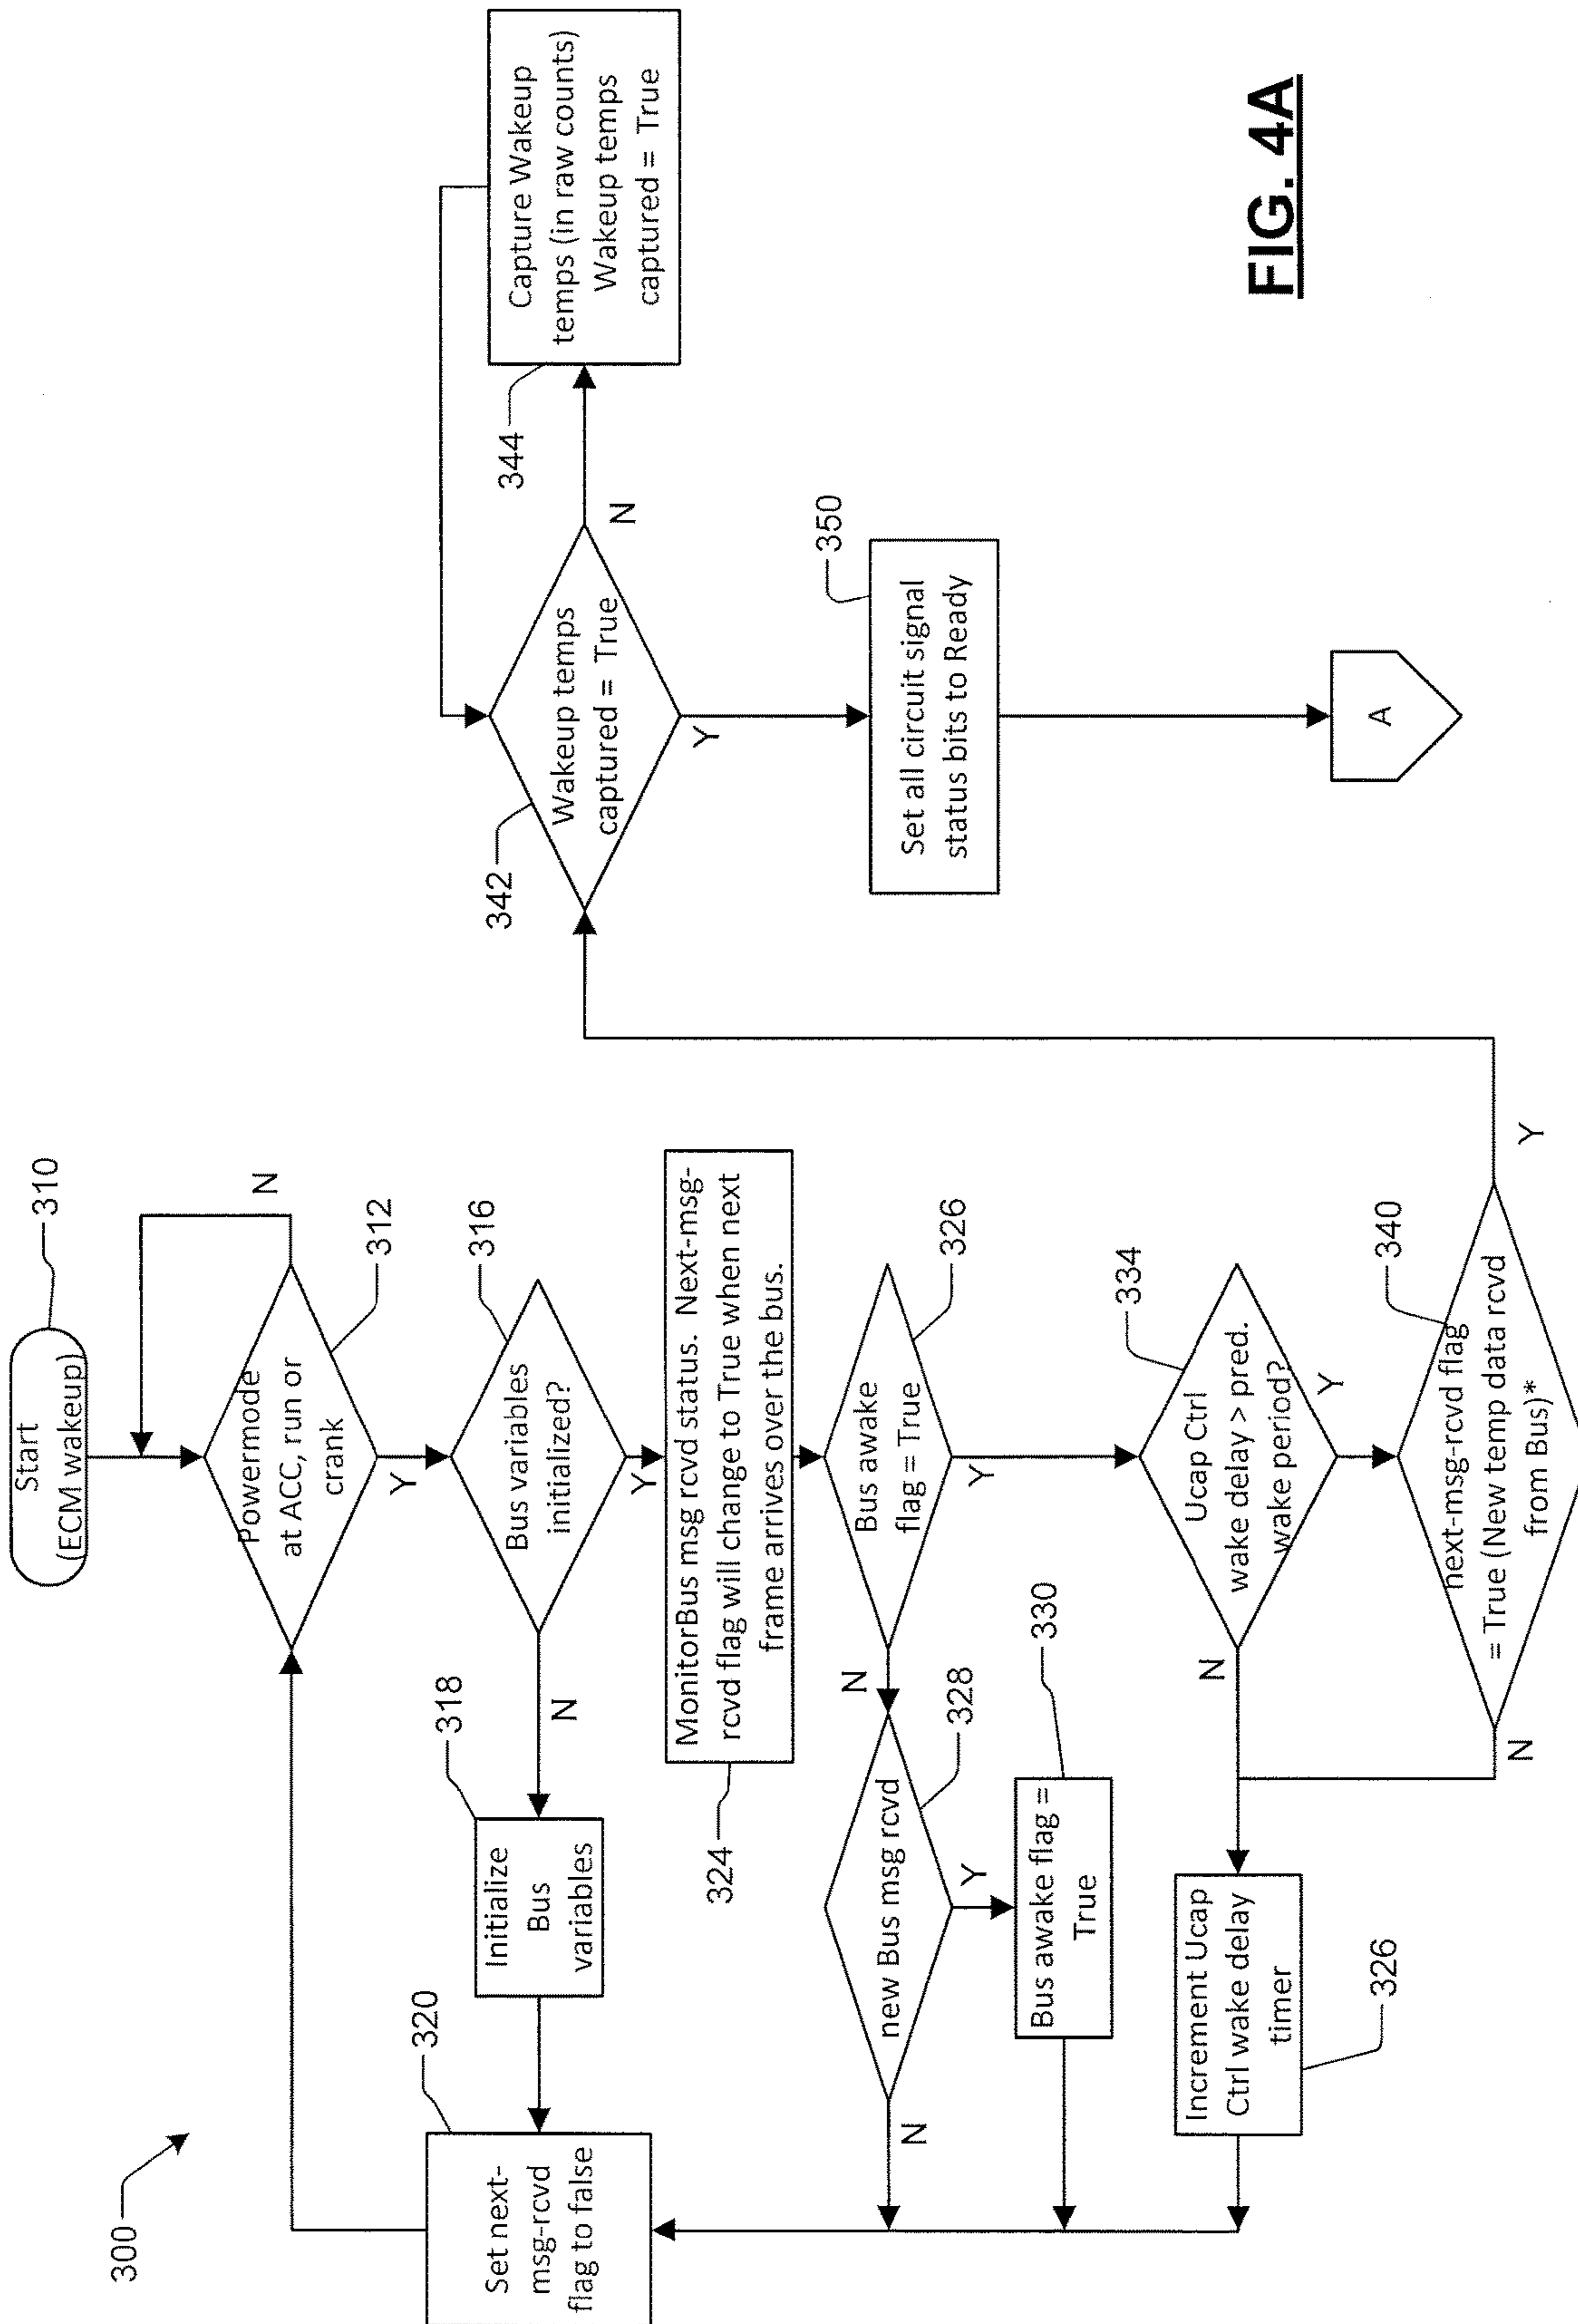 300
Start
(ECM wakeup)
310
Powermode
at ACC, run or
crank
312
N
Y
Bus variables
initialized?
316
N
Y
Initialize
Bus
variables
318
Set next-
msg-rcvd
flag to false
320
MonitorBus msg rcvd status. Next-msg-
rcvd flag will change to True when next
frame arrives over the bus.
324
Bus awake
flag = True
326
N
Y
new Bus msg rcvd
328
N
Y
Bus awake flag =
True
330
Ucap Ctrl
wake delay > pred.
wake period?
334
N
Y
Increment Ucap
Ctrl wake delay
timer
326
next-msg-rcvd flag
= True (New temp data rcvd
from Bus)*
340
N
Y
Wakeup temps
captured = True
342
N
Y
Capture Wakeup
temps (in raw counts)
Wakeup temps
captured = True
344
Set all circuit signal
status bits to Ready
350
A
FIG. 4A